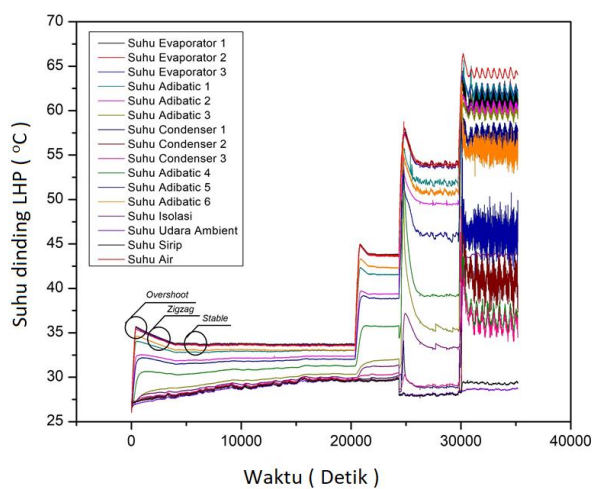 70
65
60
55
50
45
40
35
30
25
Suhu dinding LHP ( °C )
Suhu Evaporator 1
Suhu Evaporator 2
Suhu Evaporator 3
Suhu Adibatic 1
Suhu Adibatic 2
Suhu Adibatic 3
Suhu Condenser 1
Suhu Condenser 2
Suhu Condenser 3
Suhu Adibatic 4
Suhu Adibatic 5
Suhu Adibatic 6
Suhu Isolasi
Suhu Udara Ambient
Suhu Sirip
Suhu Air
Overshoot
Zigzag
Stable
0 10000 20000 30000 40000
Waktu ( Detik )